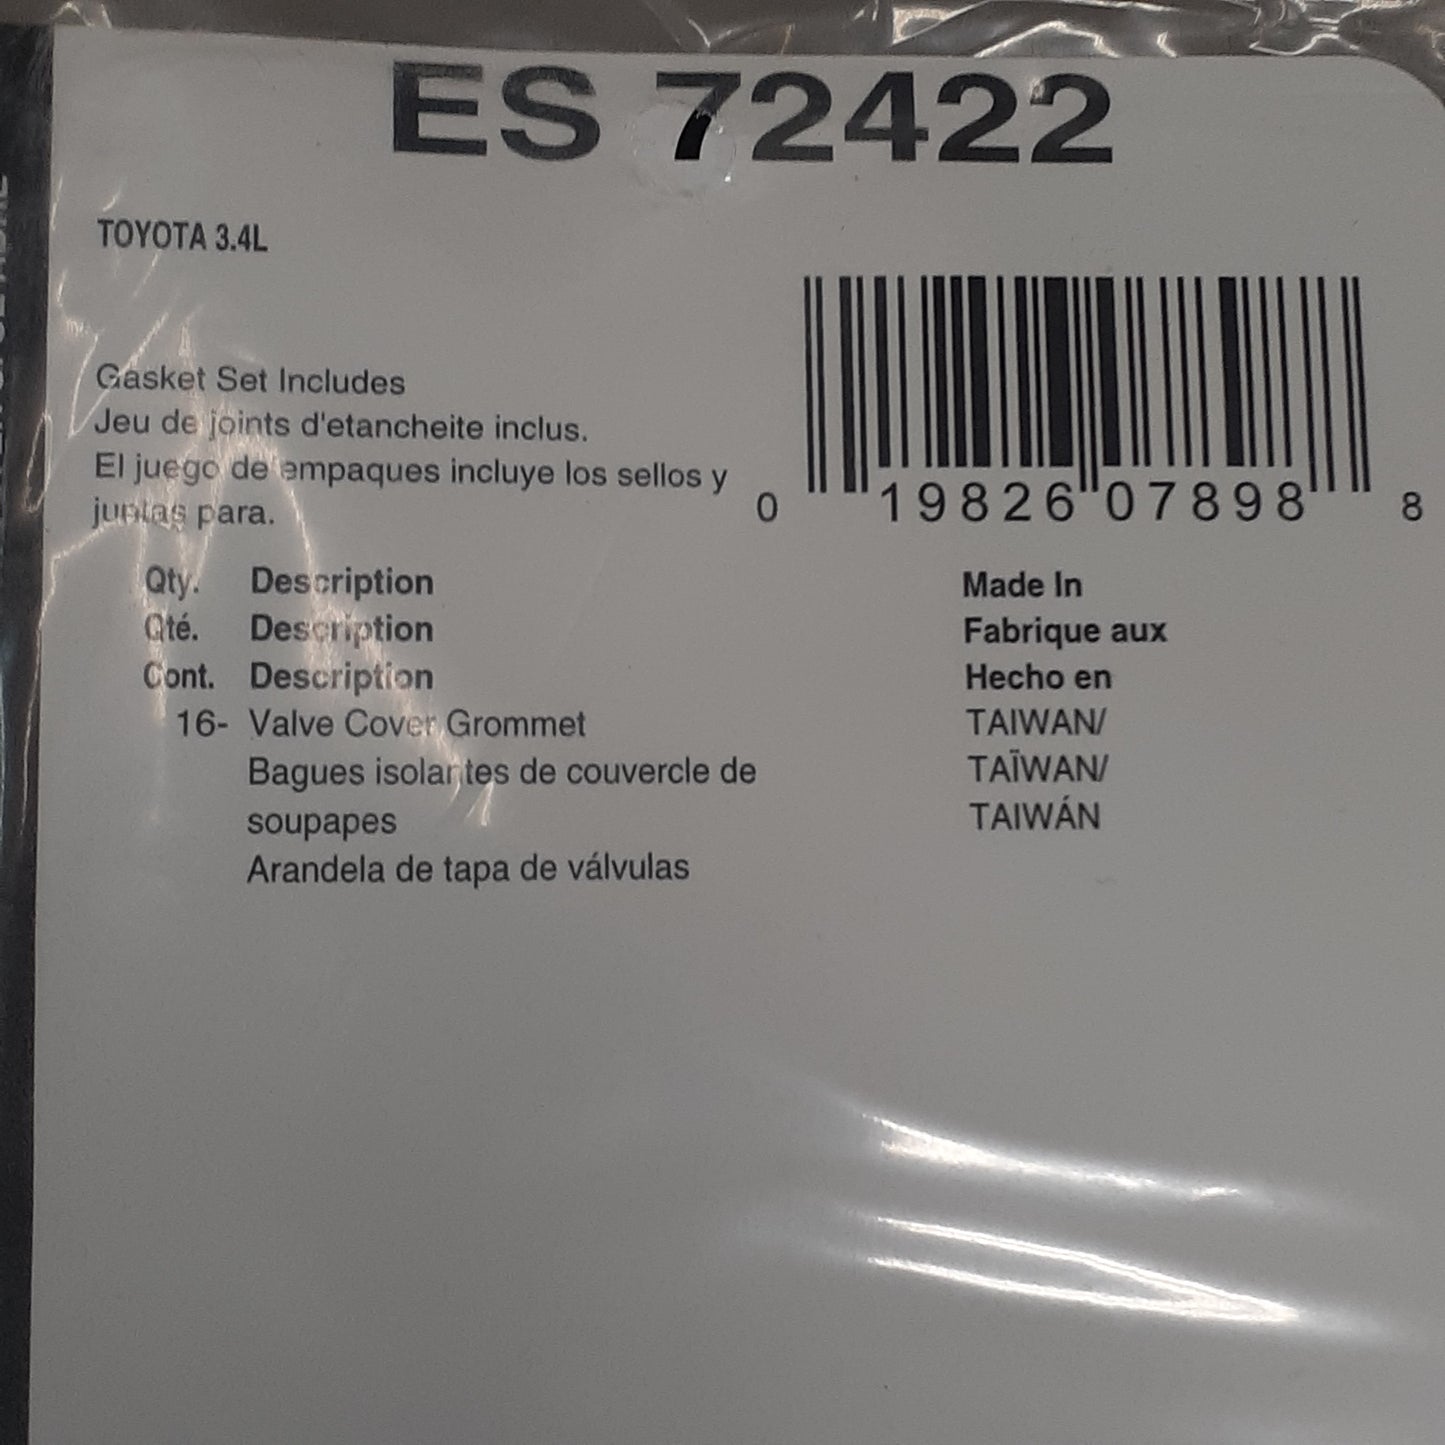 ES 72422
TOYOTA 3.4L
Gasket Set Includes
Jeu de joints d'etancheite inclus.
El juego de empaques incluye los sellos y
juntas para.
0 19826 07898 8
Qty. Description
Qté. Description
Cont. Description
16- Valve Cover Grommet
Bagues isolantes de couvercle de
soupapes
Arandela de tapa de válvulas
Made In
Fabrique aux
Hecho en
TAIWAN/
TAÏWAN/
TAIWÁN